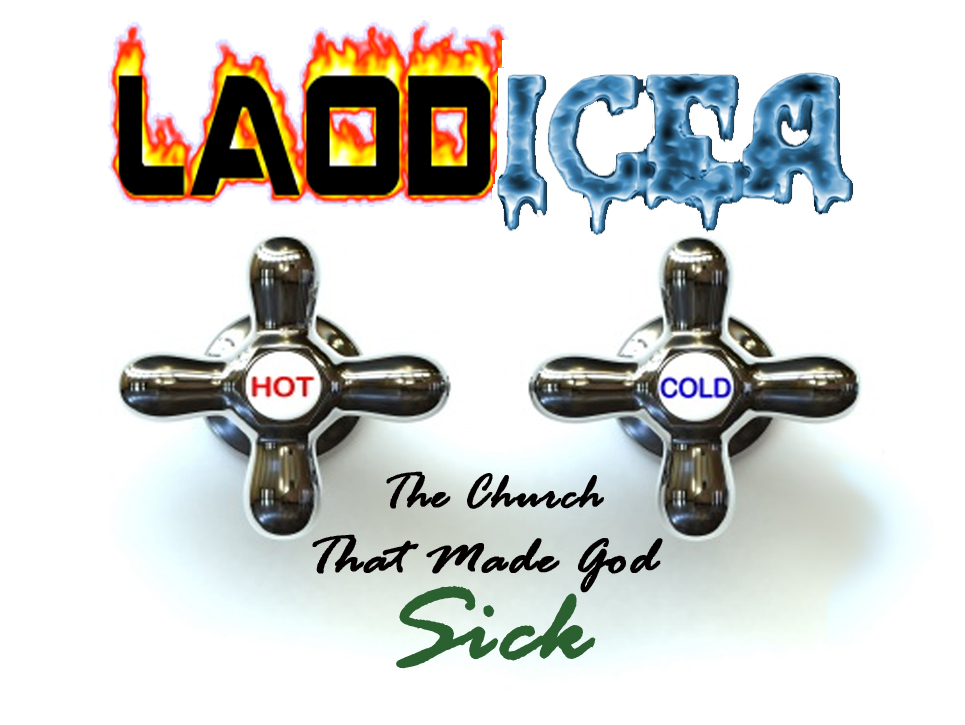 LAODICEA
HOT
COLD
The Church
That Made God
Sick